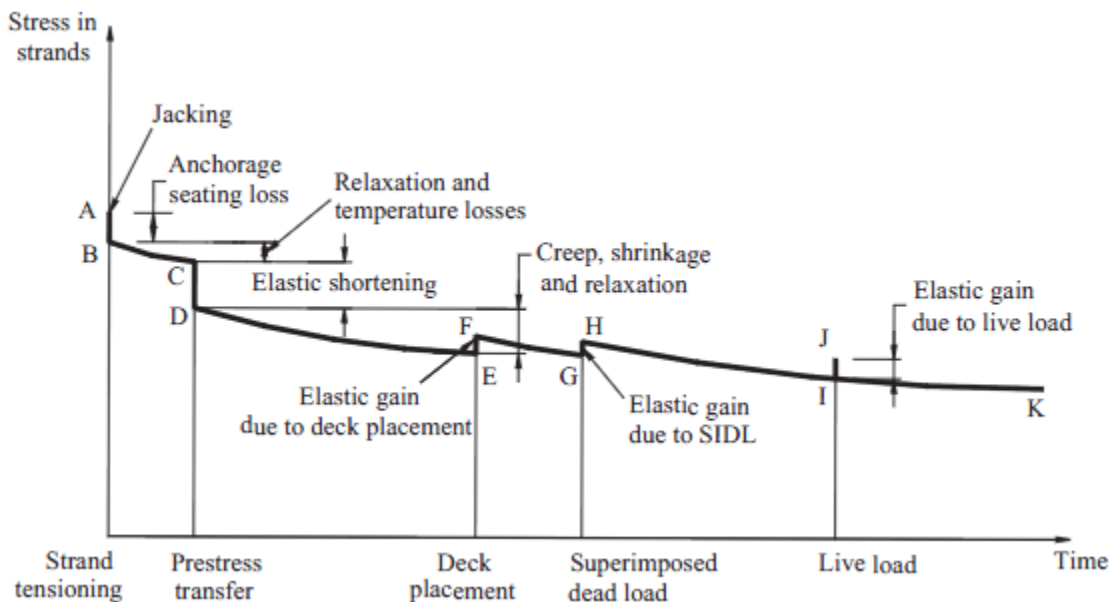 Stress in
strands
Jacking
Anchorage
seating loss
Relaxation and
temperature losses
A
B
C
Elastic shortening
Creep, shrinkage
and relaxation
Elastic gain
due to live load
D
F
H
J
E
G
I
K
Elastic gain
due to deck placement
Elastic gain
due to SIDL
Strand
tensioning
Prestress
transfer
Deck
placement
Superimposed
dead load
Live load
Time